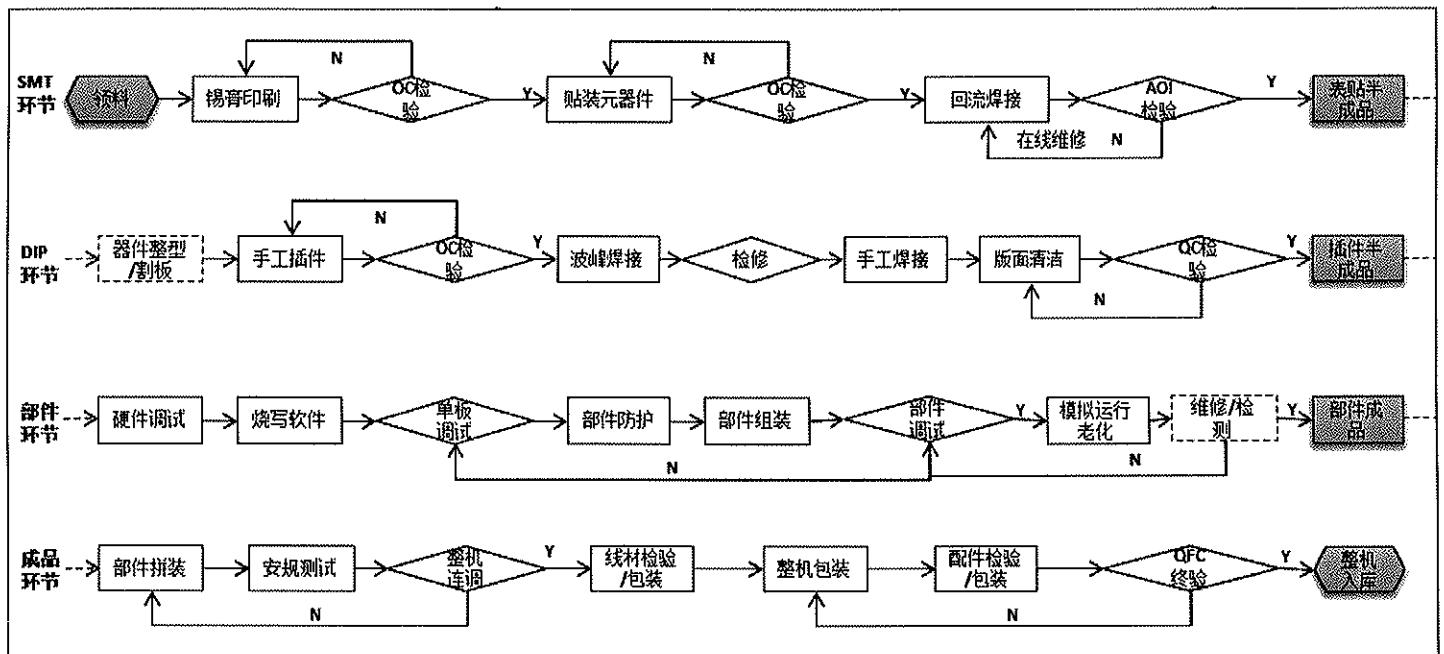 SMT
环节
领料
锡膏印刷
N
QC检
验
Y
贴装元器件
N
QC检
验
Y
回流焊接
AOI
检验
在线维修
N
Y
表贴半
成品
DIP
环节
器件整型
/割板
手工插件
N
QC检
验
Y
波峰焊接
检修
手工焊接
版面清洁
QC检
验
N
Y
插件半
成品
部件
环节
硬件调试
烧写软件
单板
调试
部件防护
部件组装
部件
调试
N
Y
模拟运行
老化
维修/检
测
N
Y
部件成
品
成品
环节
部件拼装
安规测试
整机
连调
N
Y
线材检验
/包装
整机包装
配件检验
/包装
QFC
终验
N
Y
整机
入库